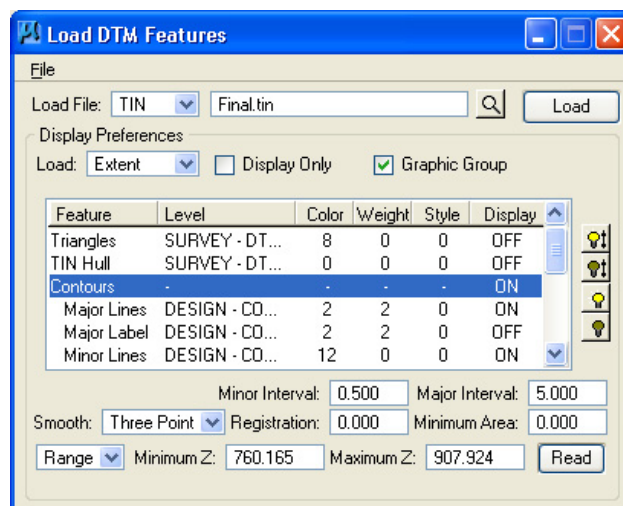 Load DTM Features
File
Load File: TIN Final.tin Load
Display Preferences
Load: Extent Display Only Graphic Group
Feature Level Color Weight Style Display
Triangles SURVEY - DT... 8 0 0 OFF
TIN Hull SURVEY - DT... 0 0 0 OFF
Contours - - - - ON
Major Lines DESIGN - CO... 2 2 0 ON
Major Label DESIGN - CO... 2 2 0 OFF
Minor Lines DESIGN - CO... 12 0 0 ON
Minor Interval: 0.500 Major Interval: 5.000
Smooth: Three Point Registration: 0.000 Minimum Area: 0.000
Range Minimum Z: 760.165 Maximum Z: 907.924 Read